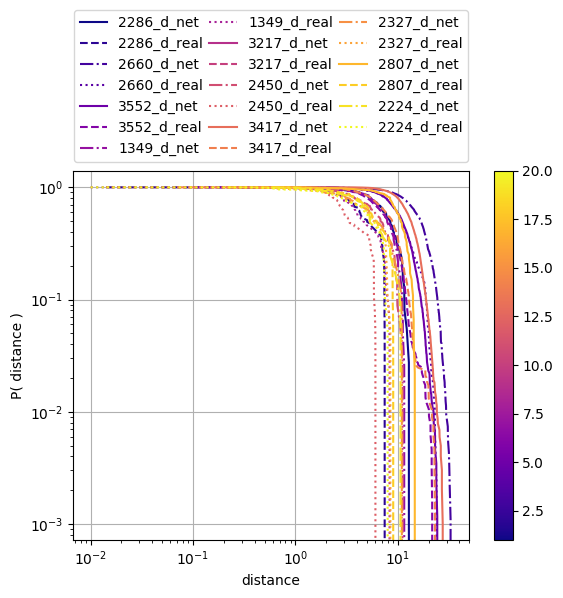 2286_d_net 1349_d_real 2327_d_net
2286_d_real 3217_d_net 2327_d_real
2660_d_net 3217_d_real 2807_d_net
2660_d_real 2450_d_net 2807_d_real
3552_d_net 2450_d_real 2224_d_net
3552_d_real 3417_d_net 2224_d_real
1349_d_net 3417_d_real
10^0
10^-1
10^-2
10^-3
P( distance )
10^-2 10^-1 10^0 10^1
distance
20.0
17.5
15.0
12.5
10.0
7.5
5.0
2.5